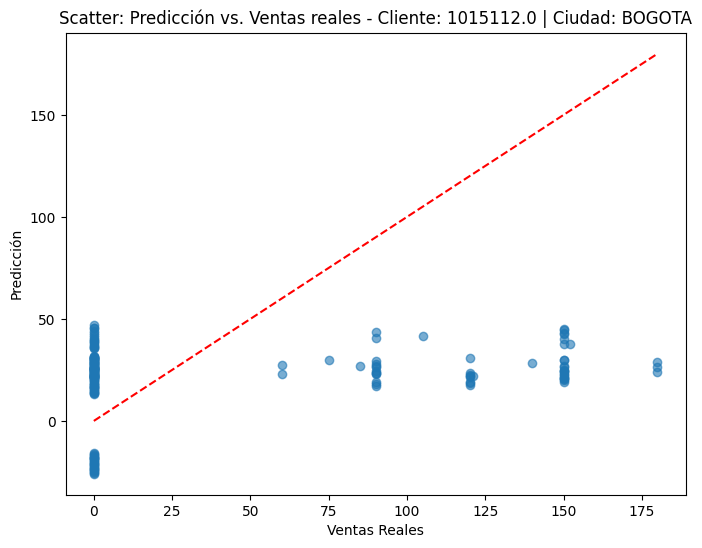 Scatter: Predicción vs. Ventas reales - Cliente: 1015112.0 | Ciudad: BOGOTA
150
100
50
0
Predicción
0 25 50 75 100 125 150 175
Ventas Reales